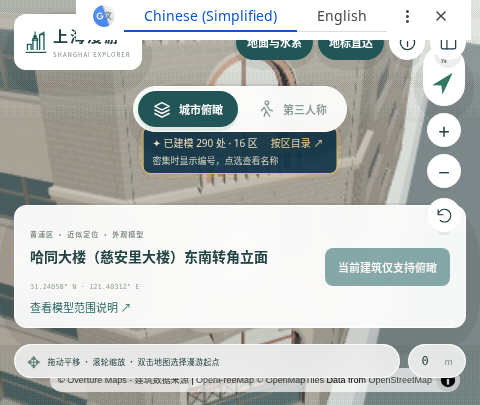 Chinese (Simplified)
English
上海漫游
SHANGHAI EXPLORER
地面与水系
地标直达
N
城市俯瞰
第三人称
✦ 已建模 290 处 · 16 区 按区目录 ↗
密集时显示编号，点选查看名称
黄浦区 · 近似定位 · 外观模型
哈同大楼（慈安里大楼）东南转角立面
当前建筑仅支持俯瞰
31.24050° N · 121.48312° E
查看模型范围说明 ↗
拖动平移 · 滚轮缩放 · 双击地图选择漫游起点
0 m
© Overture Maps · 建筑数据来源 | OpenFreeMap © OpenMapTiles Data from OpenStreetMap